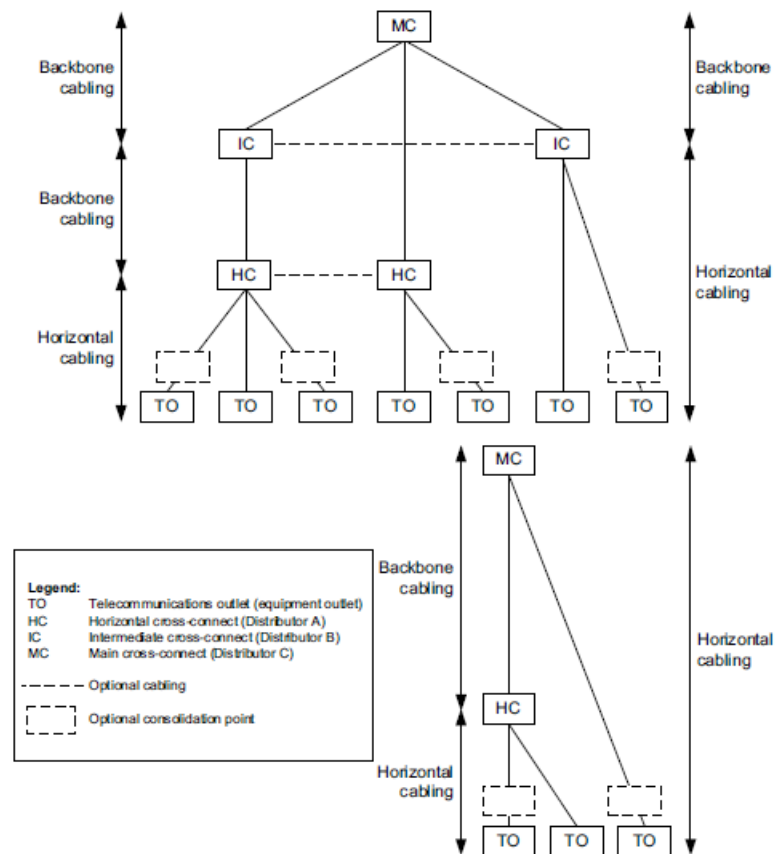 MC
Backbone
cabling
Backbone
cabling
IC
IC
Backbone
cabling
HC
HC
Horizontal
cabling
Horizontal
cabling
TO
TO
TO
TO
TO
TO
TO
MC
Backbone
cabling
Horizontal
cabling
HC
Horizontal
cabling
TO
TO
TO
Legend:
TO Telecommunications outlet (equipment outlet)
HC Horizontal cross-connect (Distributor A)
IC Intermediate cross-connect (Distributor B)
MC Main cross-connect (Distributor C)
Optional cabling
Optional consolidation point